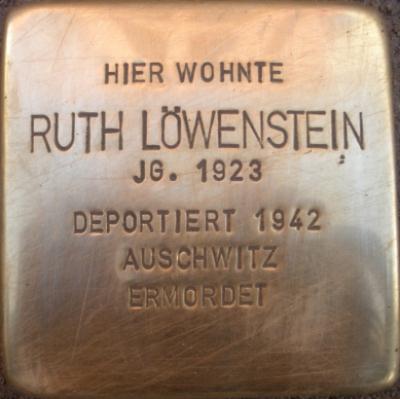 HIER WOHNTE
RUTH LÖWENSTEIN
JG. 1923
DEPORTIERT 1942
AUSCHWITZ
ERMORDET